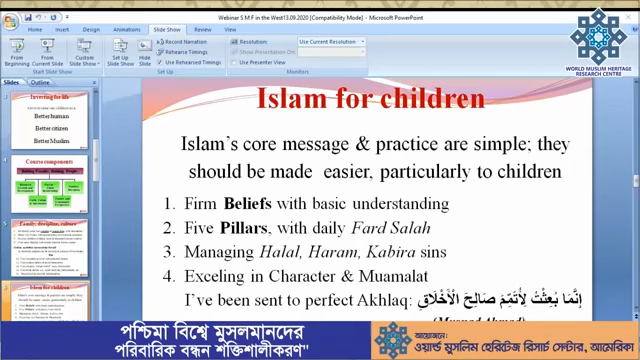 Webinar S M F in the West13.09.2020 [Compatibility Mode] - Microsoft PowerPoint
Home Insert Design Animations Slide Show Review View
From Beginning
From Current Slide
Custom Slide Show
Set Up Slide Show
Hide Slide
Record Narration
Rehearse Timings
Use Rehearsed Timings
Resolution: Use Current Resolution
Show Presentation On:
Use Presenter View
Start Slide Show Set Up Monitors
WORLD MUSLIM HERITAGE
RESEARCH CENTRE
Slides Outline
Better human
Better citizen
Better Muslim
4
Course components
5
Family, discipline, culture
Islam for children
Islam for children
Islam's core message & practice are simple; they
should be made easier, particularly to children
1. Firm Beliefs with basic understanding
2. Five Pillars, with daily Fard Salah
3. Managing Halal, Haram, Kabira sins
4. Exceling in Character & Muamalat
I've been sent to perfect Akhlaq: إِنَّمَا بُعِثْتُ لِأُتَمِّمَ صَالِحَ الْأَخْلَاقِ
(Musnad Ahmad)
পশ্চিমা বিশ্বে মুসলমানদের
পরিবারিক বন্ধন শক্তিশালীকরণ"
আয়োজনে:
ওয়ার্ল্ড মুসলিম হেরিটেজ রিসার্চ সেন্টার, আমেরিকা